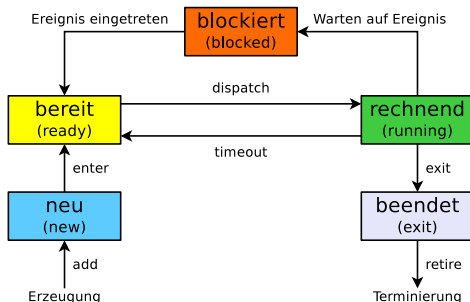 blockiert
(blocked)
Ereignis eingetreten
Warten auf Ereignis
dispatch
bereit
(ready)
rechnend
(running)
timeout
enter
exit
neu
(new)
beendet
(exit)
add
retire
Erzeugung
Terminierung